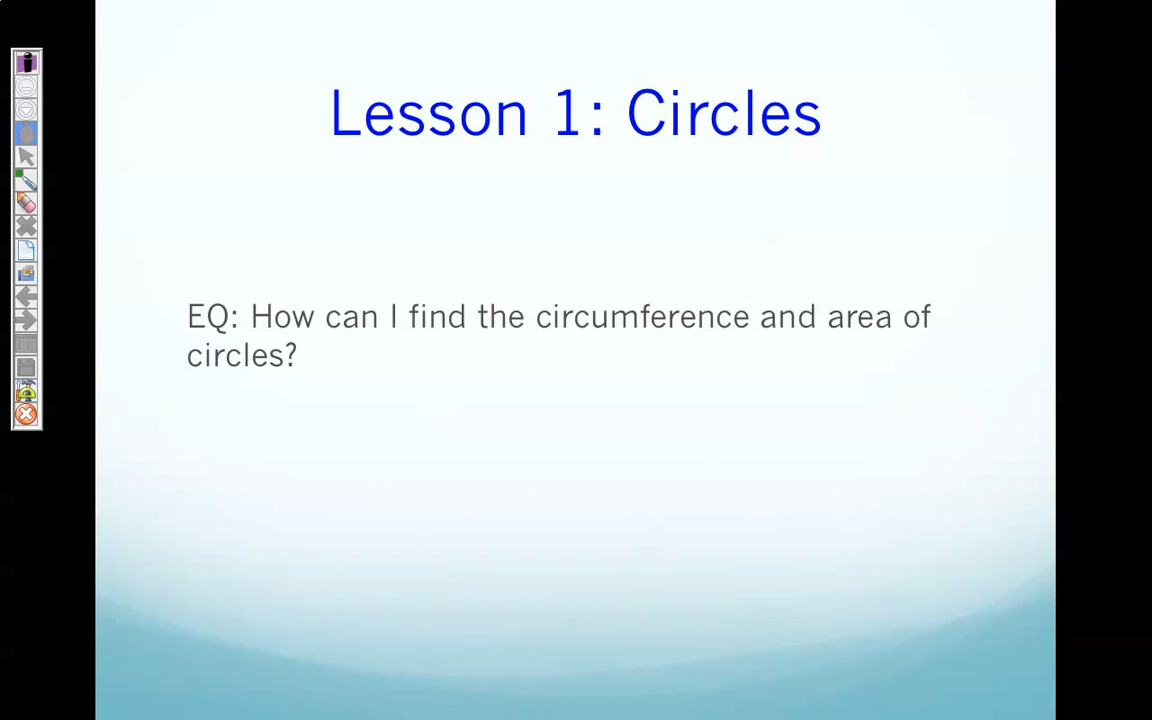 Lesson 1: Circles
EQ: How can I find the circumference and area of
circles?